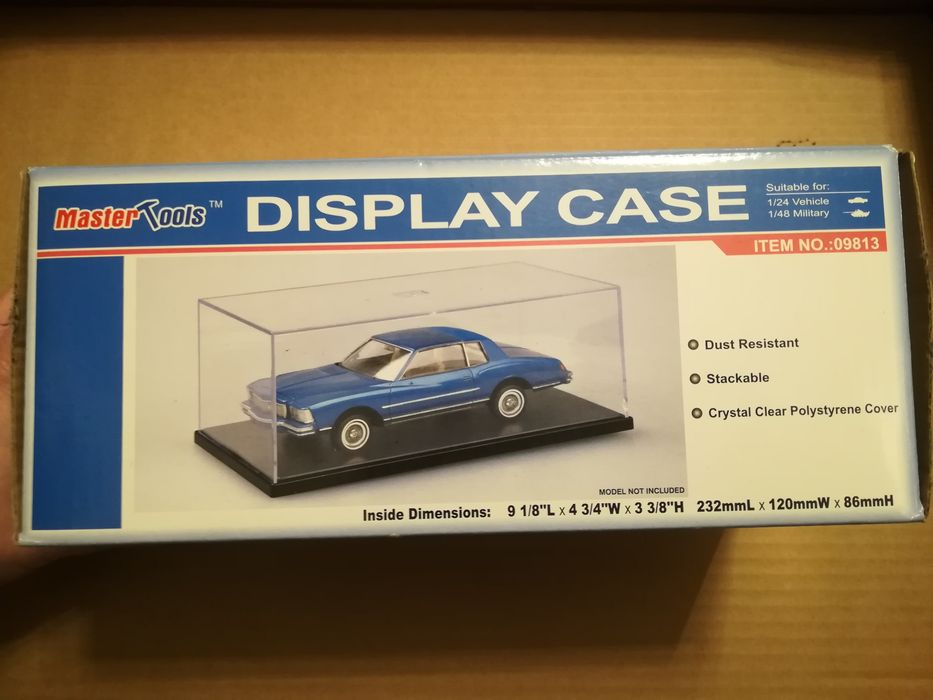 Master Tools™
DISPLAY CASE
Suitable for:
1/24 Vehicle
1/48 Military
ITEM NO.:09813
Dust Resistant
Stackable
Crystal Clear Polystyrene Cover
MODEL NOT INCLUDED
Inside Dimensions: 9 1/8"L x 4 3/4"W x 3 3/8"H 232mmL x 120mmW x 86mmH